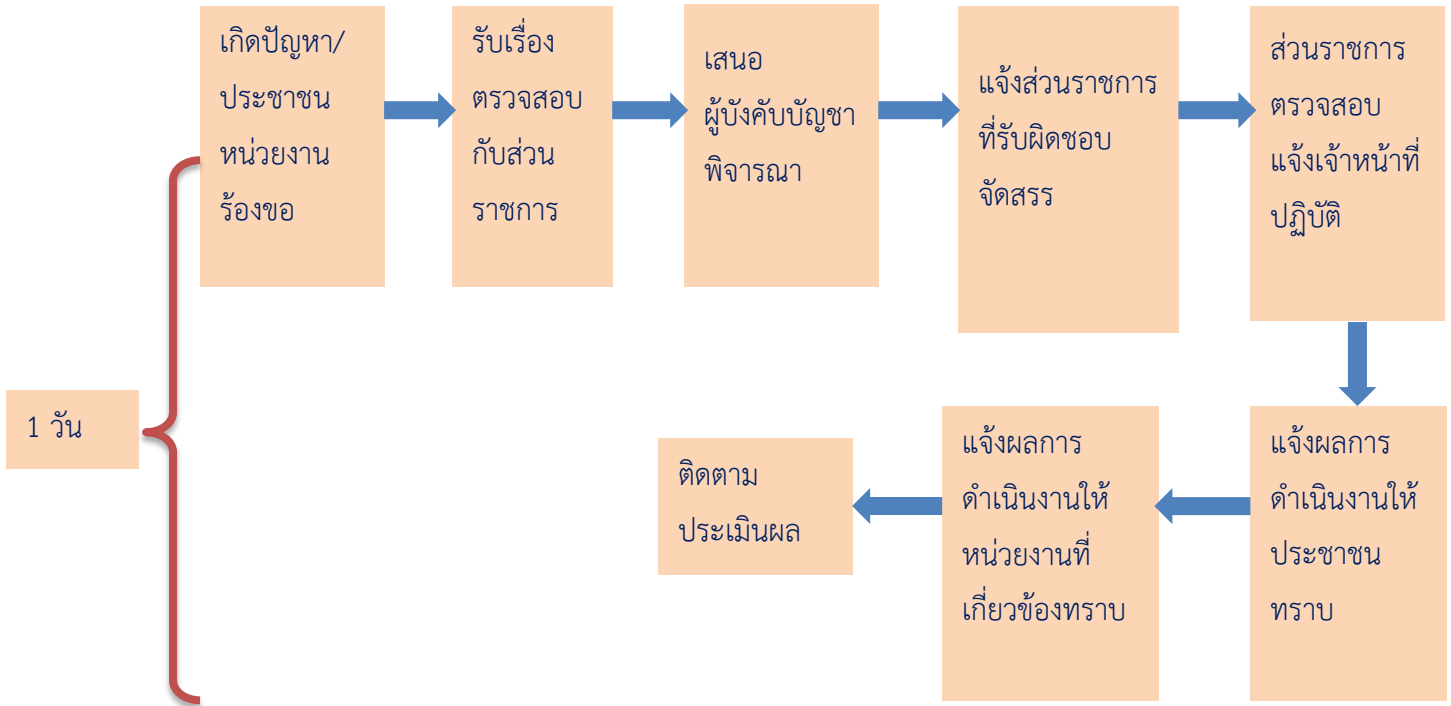 เกิดปัญหา/
ประชาชน
หน่วยงาน
ร้องขอ
รับเรื่อง
ตรวจสอบ
กับส่วน
ราชการ
เสนอ
ผู้บังคับบัญชา
พิจารณา
แจ้งส่วนราชการ
ที่รับผิดชอบ
จัดสรร
ส่วนราชการ
ตรวจสอบ
แจ้งเจ้าหน้าที่
ปฏิบัติ
1 วัน
ติดตาม
ประเมินผล
แจ้งผลการ
ดำเนินงานให้
หน่วยงานที่
เกี่ยวข้องทราบ
แจ้งผลการ
ดำเนินงานให้
ประชาชน
ทราบ